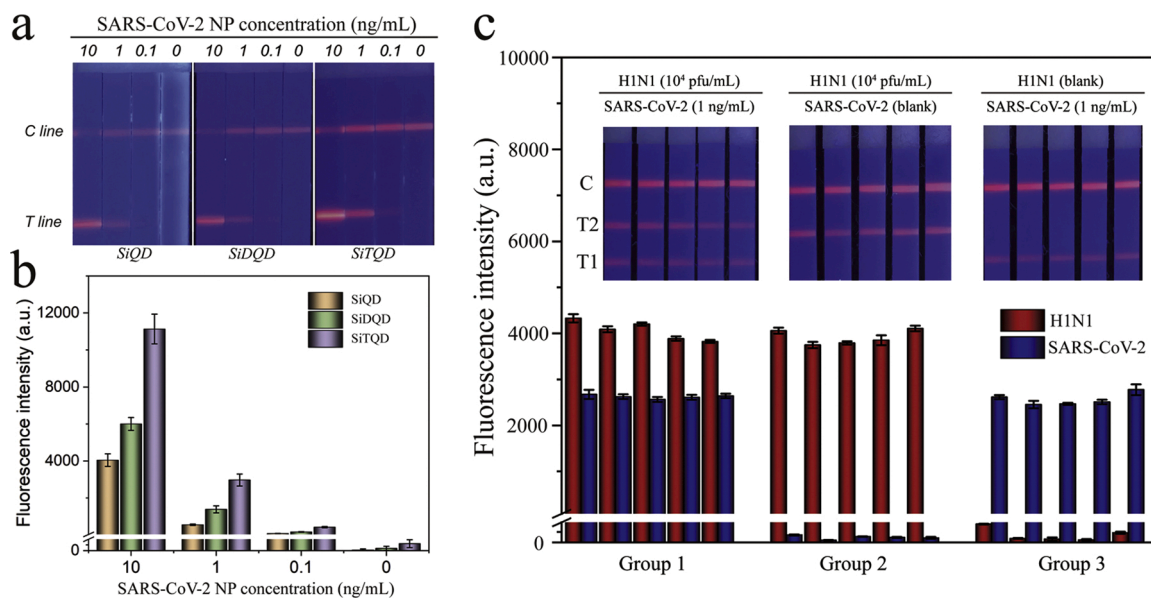 a
SARS-CoV-2 NP concentration (ng/mL)
10 1 0.1 0 10 1 0.1 0 10 1 0.1 0
C line
T line
SiQD SiDQD SiTQD
b
Fluorescence intensity (a.u.)
12000
8000
4000
0
SiQD
SiDQD
SiTQD
10 1 0.1 0
SARS-CoV-2 NP concentration (ng/mL)
c
Fluorescence intensity (a.u.)
10000
8000
6000
4000
2000
0
H1N1 (10⁴ pfu/mL)
SARS-CoV-2 (1 ng/mL)
H1N1 (10⁴ pfu/mL)
SARS-CoV-2 (blank)
H1N1 (blank)
SARS-CoV-2 (1 ng/mL)
C
T2
T1
H1N1
SARS-CoV-2
Group 1 Group 2 Group 3